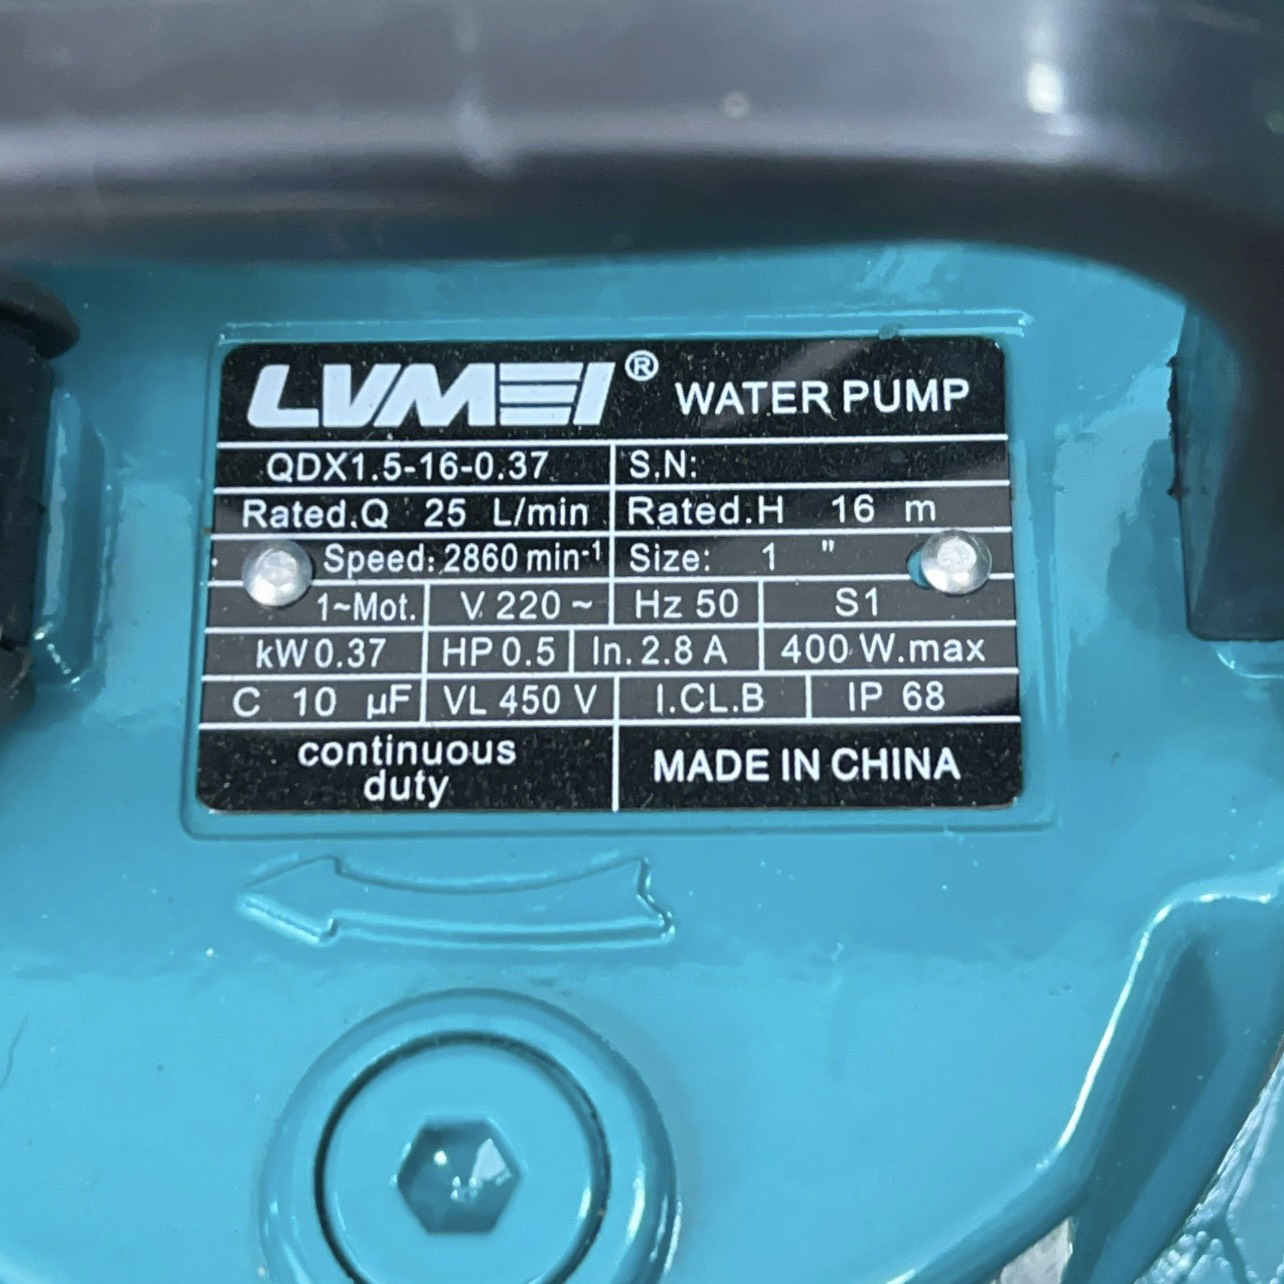 LVMEI® WATER PUMP
QDX1.5-16-0.37 S.N:
Rated.Q 25 L/min Rated.H 16 m
Speed: 2860 min-1 Size: 1 "
1~Mot. V. 220 ~ Hz 50 S1
kW 0.37 HP 0.5 In. 2.8 A 400 W.max
C 10 µF VL 450 V I.CL.B IP 68
continuous
duty
MADE IN CHINA